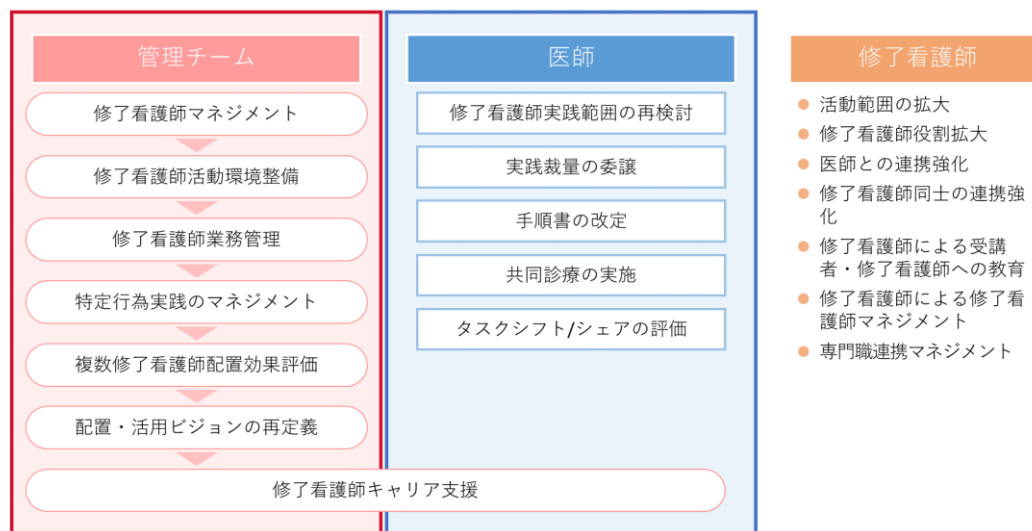 管理チーム
修了看護師マネジメント
修了看護師活動環境整備
修了看護師業務管理
特定行為実践のマネジメント
複数修了看護師配置効果評価
配置・活用ビジョンの再定義
修了看護師キャリア支援
医師
修了看護師実践範囲の再検討
実践裁量の委譲
手順書の改定
共同診療の実施
タスクシフト/シェアの評価
修了看護師
● 活動範囲の拡大
● 修了看護師役割拡大
● 医師との連携強化
● 修了看護師同士の連携強
化
● 修了看護師による受講
者・修了看護師への教育
● 修了看護師による修了看
護師マネジメント
● 専門職連携マネジメント